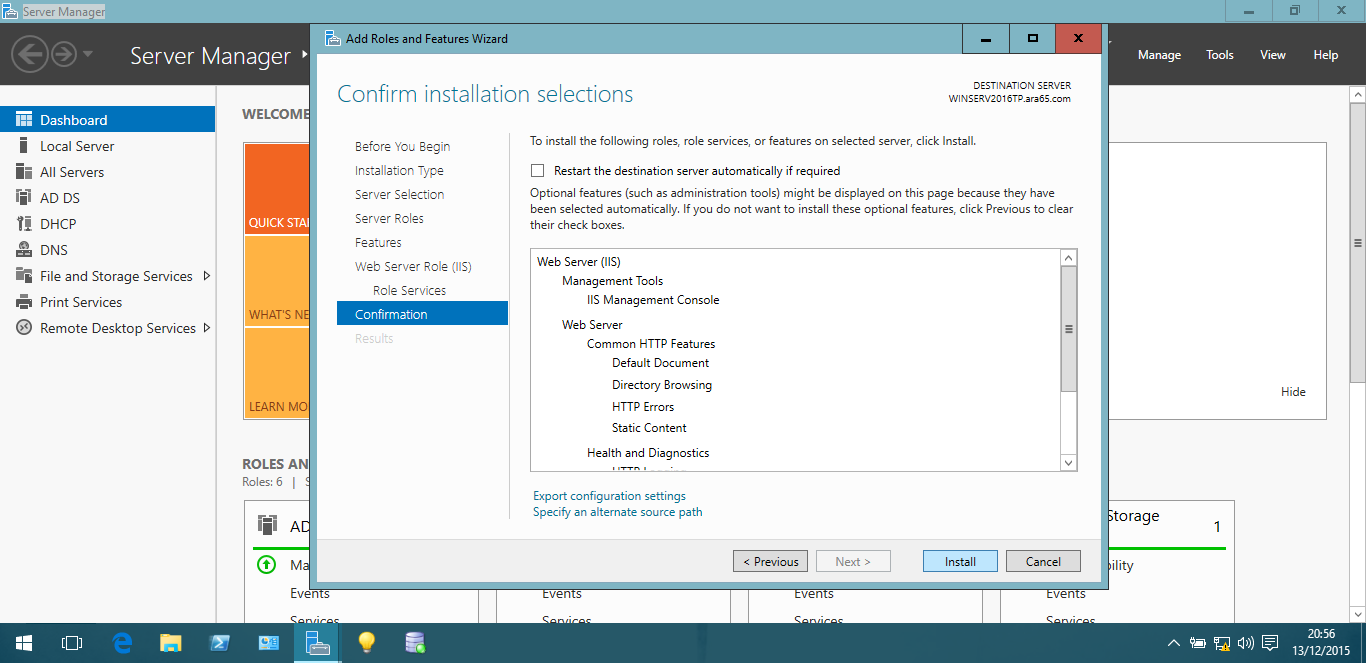 Server Manager
Add Roles and Features Wizard
Server Manager
Manage
Tools
View
Help
Dashboard
Local Server
All Servers
AD DS
DHCP
DNS
File and Storage Services
Print Services
Remote Desktop Services
WELCOME
QUICK STA
WHAT'S NE
LEARN MO
Hide
ROLES AN
Roles: 6 |
Confirm installation selections
DESTINATION SERVER
WINSERV2016TP.ara65.com
Before You Begin
Installation Type
Server Selection
Server Roles
Features
Web Server Role (IIS)
Role Services
Confirmation
Results
To install the following roles, role services, or features on selected server, click Install.
Restart the destination server automatically if required
Optional features (such as administration tools) might be displayed on this page because they have
been selected automatically. If you do not want to install these optional features, click Previous to clear
their check boxes.
Web Server (IIS)
Management Tools
IIS Management Console
Web Server
Common HTTP Features
Default Document
Directory Browsing
HTTP Errors
Static Content
Health and Diagnostics
Export configuration settings
Specify an alternate source path
< Previous
Next >
Install
Cancel
AD
Storage
1
Ma
bility
Events
Events
Events
Events
Services
Services
Services
Services
20:56
13/12/2015